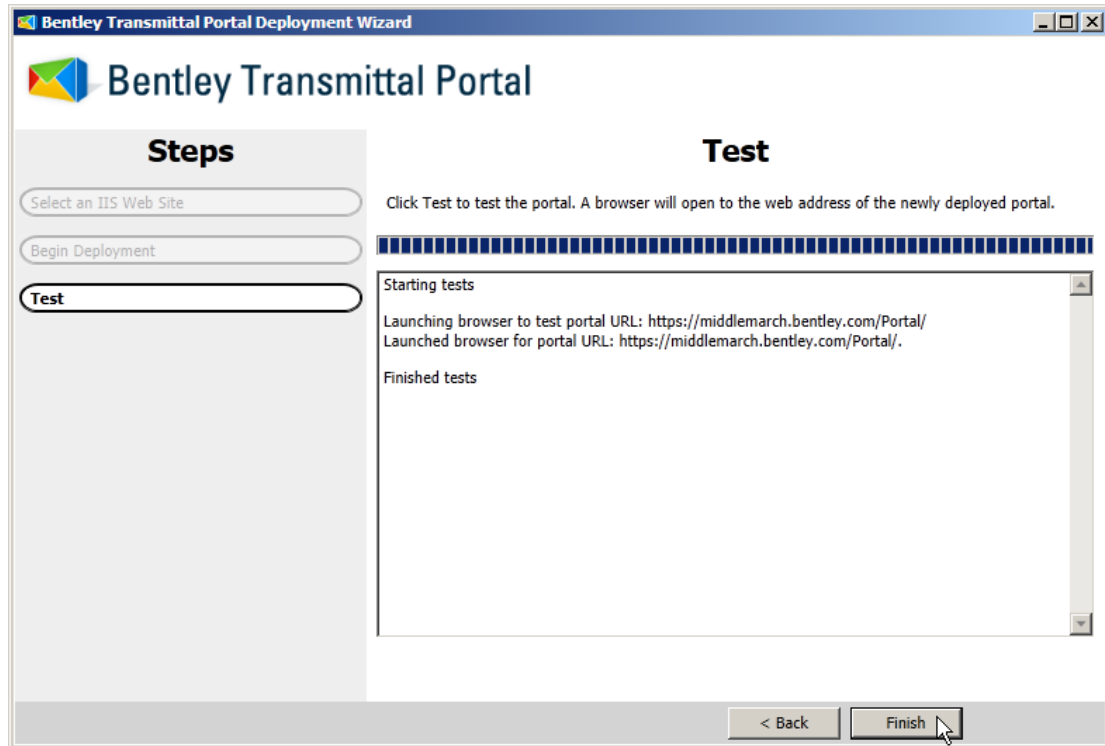 Bentley Transmittal Portal Deployment Wizard
Bentley Transmittal Portal
Steps
Select an IIS Web Site
Begin Deployment
Test
Test
Click Test to test the portal. A browser will open to the web address of the newly deployed portal.
Starting tests
Launching browser to test portal URL: https://middlemarch.bentley.com/Portal/
Launched browser for portal URL: https://middlemarch.bentley.com/Portal/.
Finished tests
< Back
Finish